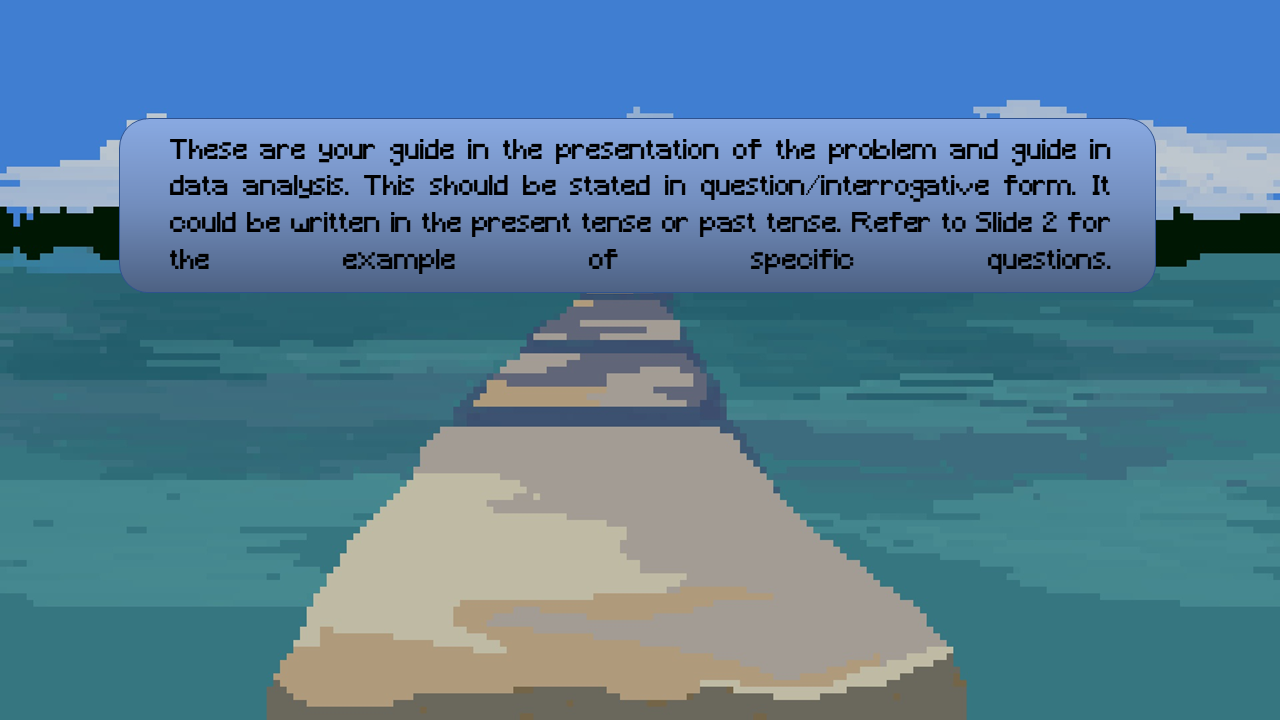 These are your guide in the presentation of the problem and guide in
data analysis. This should be stated in question/interrogative form. It
could be written in the present tense or past tense. Refer to Slide 2 for
the example of specific questions.